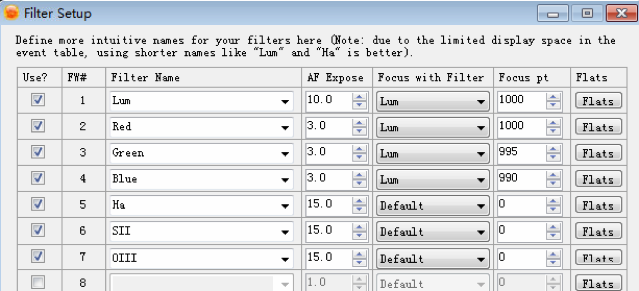 Filter Setup
Define more intuitive names for your filters here (Note: due to the limited display space in the
event table, using shorter names like "Lum" and "Ha" is better).
Use? FW# Filter Name AF Expose Focus with Filter Focus pt Flats
1 Lum 10.0 Lum 1000 Flats
2 Red 3.0 Lum 1000 Flats
3 Green 3.0 Lum 995 Flats
4 Blue 3.0 Lum 990 Flats
5 Ha 15.0 Default 0 Flats
6 SII 15.0 Default 0 Flats
7 OIII 15.0 Default 0 Flats
8 1.0 Default 0 Flats